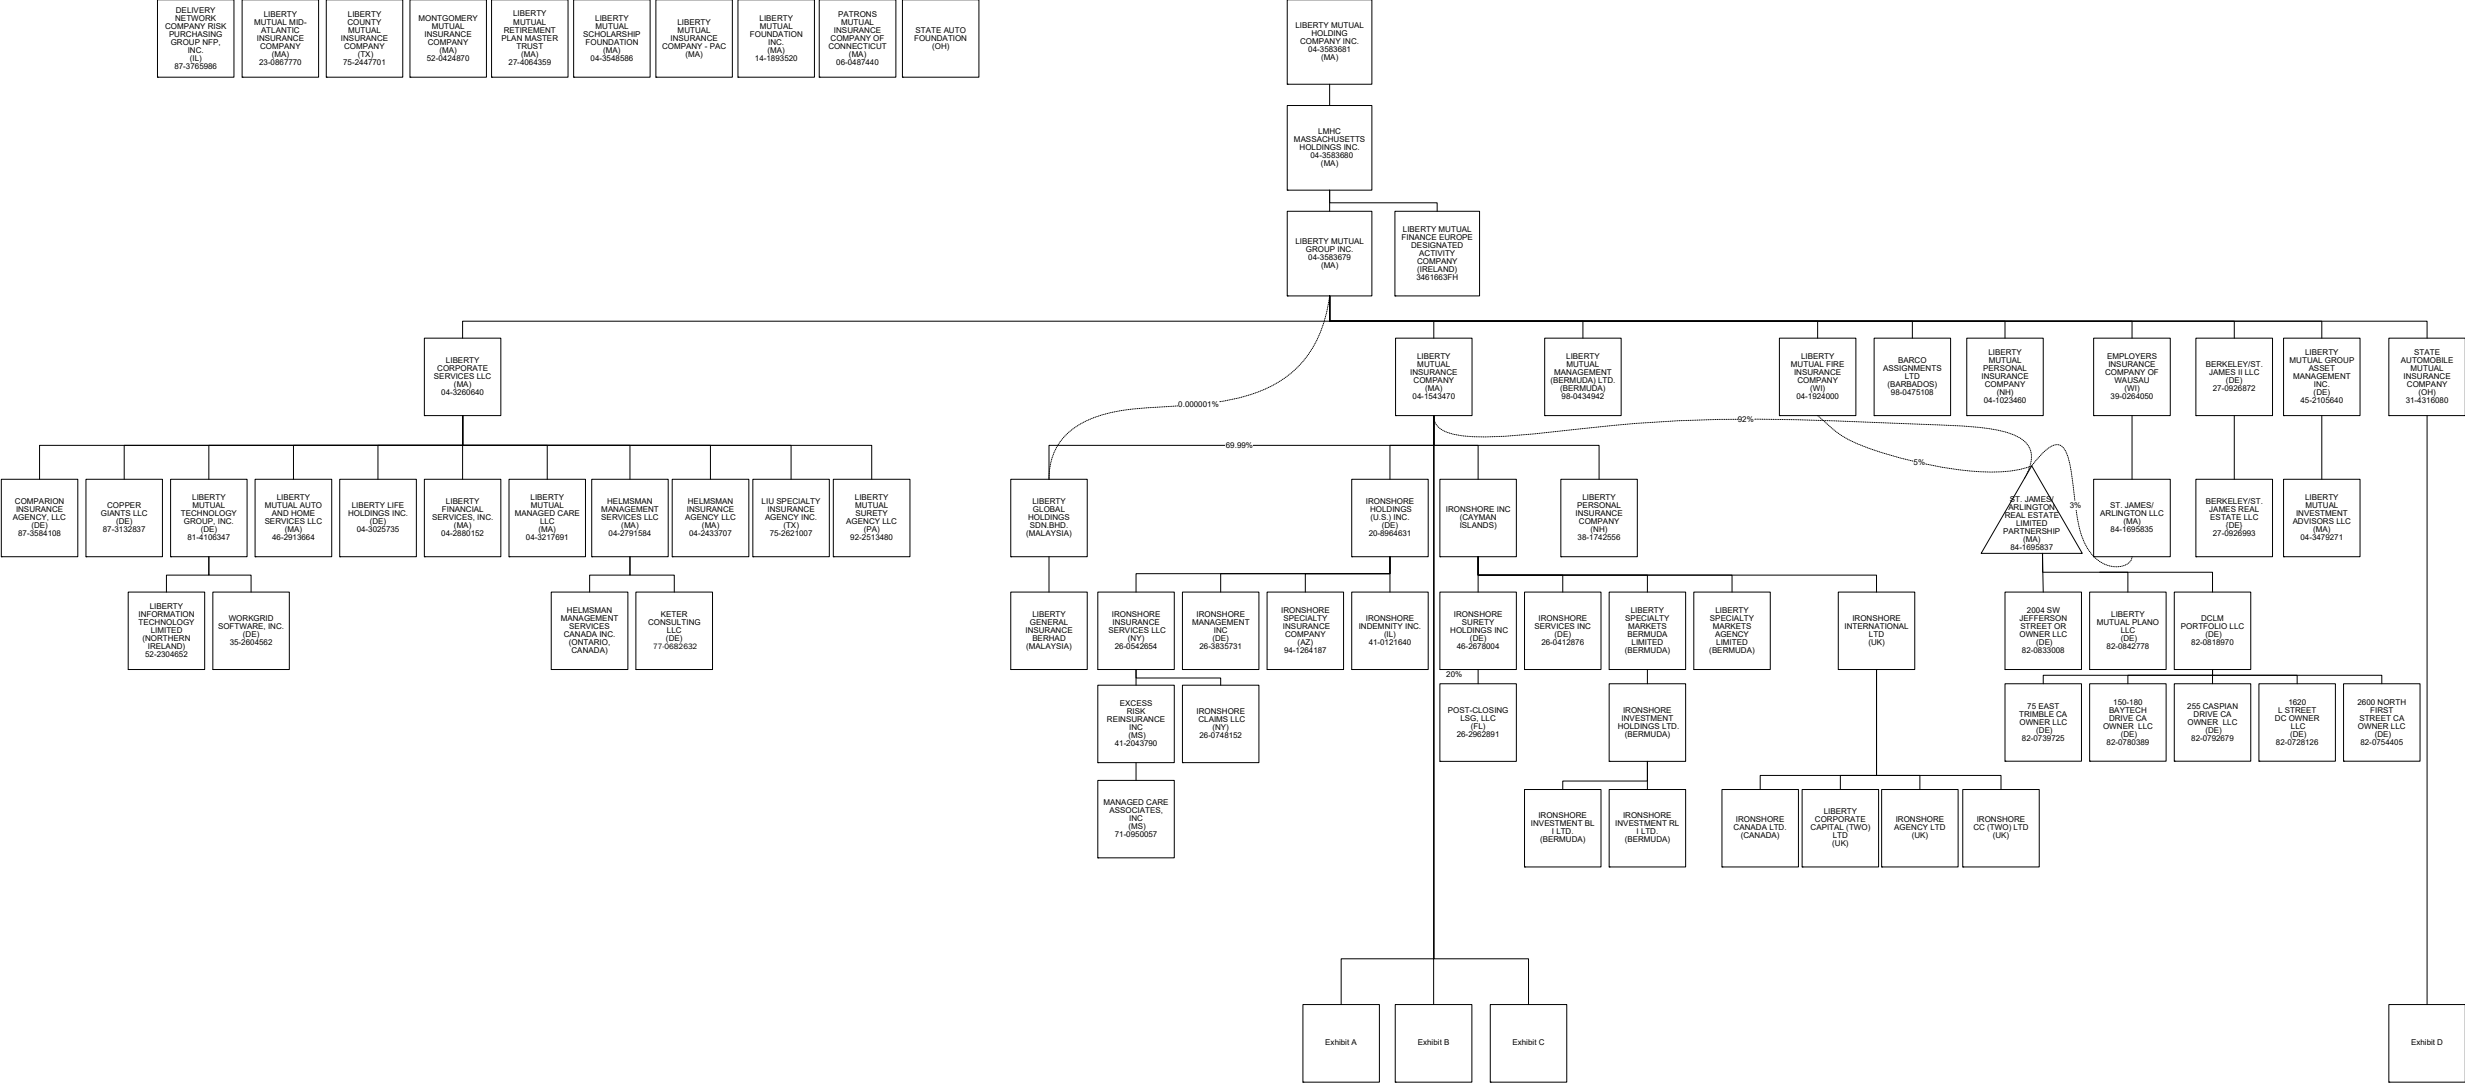 DELIVERY
NETWORK
COMPANY RISK
PURCHASING
GROUP NFP,
INC.
(IL)
87-3765986
LIBERTY
MUTUAL MID-
ATLANTIC
INSURANCE
COMPANY
(MA)
23-0867770
LIBERTY
COUNTY
MUTUAL
INSURANCE
COMPANY
(TX)
75-2447701
MONTGOMERY
MUTUAL
INSURANCE
COMPANY
(MA)
52-0424870
LIBERTY
MUTUAL
RETIREMENT
PLAN MASTER
TRUST
(MA)
27-4064359
LIBERTY
MUTUAL
SCHOLARSHIP
FOUNDATION
(MA)
04-3548586
LIBERTY
MUTUAL
INSURANCE
COMPANY - PAC
(MA)
LIBERTY
MUTUAL
FOUNDATION
INC.
(MA)
14-1893520
PATRONS
MUTUAL
INSURANCE
COMPANY OF
CONNECTICUT
(MA)
06-0487440
STATE AUTO
FOUNDATION
(OH)
LIBERTY MUTUAL
HOLDING
COMPANY INC.
04-3583681
(MA)
LMHC
MASSACHUSETTS
HOLDINGS INC.
04-3583680
(MA)
LIBERTY MUTUAL
GROUP INC.
04-3583679
(MA)
LIBERTY MUTUAL
FINANCE EUROPE
DESIGNATED
ACTIVITY
COMPANY
(IRELAND)
3461663FH
LIBERTY
CORPORATE
SERVICES LLC
(MA)
04-3260640
LIBERTY
MUTUAL
INSURANCE
COMPANY
(MA)
04-1543470
LIBERTY
MUTUAL
MANAGEMENT
(BERMUDA) LTD.
(BERMUDA)
98-0434942
LIBERTY
MUTUAL FIRE
INSURANCE
COMPANY
(WI)
04-1924000
BARCO
ASSIGNMENTS
LTD
(BARBADOS)
98-0475108
LIBERTY
MUTUAL
PERSONAL
INSURANCE
COMPANY
(NH)
04-1023460
EMPLOYERS
INSURANCE
COMPANY OF
WAUSAU
(WI)
39-0264050
BERKELEY/ST.
JAMES II LLC
(DE)
27-0926872
LIBERTY
MUTUAL GROUP
ASSET
MANAGEMENT
INC.
(DE)
45-2105640
STATE
AUTOMOBILE
MUTUAL
INSURANCE
COMPANY
(OH)
31-4316080
0.000001%
92%
69.99%
5%
3%
COMPARION
INSURANCE
AGENCY, LLC
(DE)
87-3584108
COPPER
GIANTS LLC
(DE)
87-3132837
LIBERTY
MUTUAL
TECHNOLOGY
GROUP, INC.
(DE)
81-4106347
LIBERTY
MUTUAL AUTO
AND HOME
SERVICES LLC
(MA)
46-2913664
LIBERTY LIFE
HOLDINGS INC.
(DE)
04-3025735
LIBERTY
FINANCIAL
SERVICES, INC.
(MA)
04-2880152
LIBERTY
MUTUAL
MANAGED CARE
LLC
(MA)
04-3217691
HELMSMAN
MANAGEMENT
SERVICES LLC
(MA)
04-2791584
HELMSMAN
INSURANCE
AGENCY LLC
(MA)
04-2433707
LIU SPECIALTY
INSURANCE
AGENCY INC.
(TX)
75-2621007
LIBERTY
MUTUAL
SURETY
AGENCY LLC
(PA)
92-2513480
LIBERTY
GLOBAL
HOLDINGS
SDN.BHD.
(MALAYSIA)
IRONSHORE
HOLDINGS
(U.S.) INC.
(DE)
20-8964631
IRONSHORE INC
(CAYMAN
ISLANDS)
LIBERTY
PERSONAL
INSURANCE
COMPANY
(NH)
38-1742556
ST. JAMES/
ARLINGTON
REAL ESTATE
LIMITED
PARTNERSHIP
(MA)
84-1695837
ST. JAMES/
ARLINGTON LLC
(MA)
84-1695835
BERKELEY/ST.
JAMES REAL
ESTATE LLC
(DE)
27-0926993
LIBERTY
MUTUAL
INVESTMENT
ADVISORS LLC
(MA)
04-3479271
LIBERTY
INFORMATION
TECHNOLOGY
LIMITED
(NORTHERN
IRELAND)
52-2304652
WORKGRID
SOFTWARE, INC.
(DE)
35-2604562
HELMSMAN
MANAGEMENT
SERVICES
CANADA INC.
(ONTARIO,
CANADA)
KETER
CONSULTING
LLC
(DE)
77-0682632
LIBERTY
GENERAL
INSURANCE
BERHAD
(MALAYSIA)
IRONSHORE
INSURANCE
SERVICES LLC
(NY)
26-0542654
IRONSHORE
MANAGEMENT
INC
(DE)
26-3835731
IRONSHORE
SPECIALTY
INSURANCE
COMPANY
(AZ)
94-1264187
IRONSHORE
INDEMNITY INC.
(IL)
41-0121640
IRONSHORE
SURETY
HOLDINGS INC
(DE)
46-2678004
IRONSHORE
SERVICES INC
(DE)
26-0412876
LIBERTY
SPECIALTY
MARKETS
BERMUDA
LIMITED
(BERMUDA)
LIBERTY
SPECIALTY
MARKETS
AGENCY
LIMITED
(BERMUDA)
IRONSHORE
INTERNATIONAL
LTD
(UK)
2004 SW
JEFFERSON
STREET OR
OWNER LLC
(DE)
82-0833008
LIBERTY
MUTUAL PLANO
LLC
(DE)
82-0842778
DCLM
PORTFOLIO LLC
(DE)
82-0818970
20%
EXCESS
RISK
REINSURANCE
INC
(MS)
41-2043790
IRONSHORE
CLAIMS LLC
(NY)
26-0748152
POST-CLOSING
LSG, LLC
(FL)
26-2962891
IRONSHORE
INVESTMENT
HOLDINGS LTD.
(BERMUDA)
75 EAST
TRIMBLE CA
OWNER LLC
(DE)
82-0739725
150-180
BAYTECH
DRIVE CA
OWNER LLC
(DE)
82-0780389
255 CASPIAN
DRIVE CA
OWNER LLC
(DE)
82-0792679
1620
L STREET
DC OWNER
LLC
(DE)
82-0728126
2600 NORTH
FIRST
STREET CA
OWNER LLC
(DE)
82-0754405
MANAGED CARE
ASSOCIATES,
INC
(MS)
71-0950057
IRONSHORE
INVESTMENT BL
I LTD.
(BERMUDA)
IRONSHORE
INVESTMENT RL
I LTD.
(BERMUDA)
IRONSHORE
CANADA LTD.
(CANADA)
LIBERTY
CORPORATE
CAPITAL (TWO)
LTD
(UK)
IRONSHORE
AGENCY LTD
(UK)
IRONSHORE
CC (TWO) LTD
(UK)
Exhibit A
Exhibit B
Exhibit C
Exhibit D